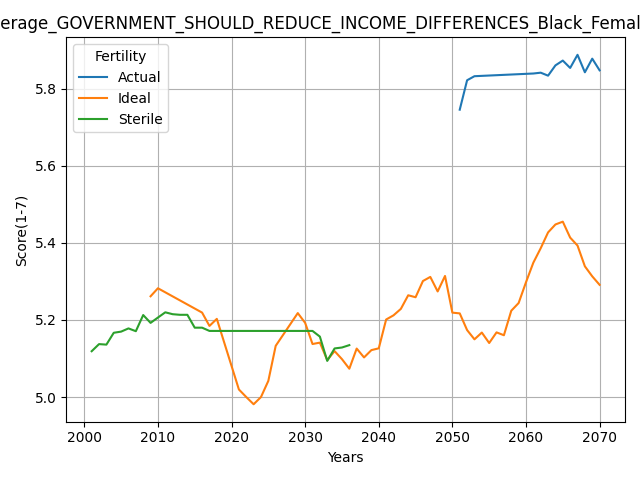 erage_GOVERNMENT_SHOULD_REDUCE_INCOME_DIFFERENCES_Black_Femal
Fertility
Actual
Ideal
Sterile
5.8
5.6
5.4
5.2
5.0
Score(1-7)
2000 2010 2020 2030 2040 2050 2060 2070
Years